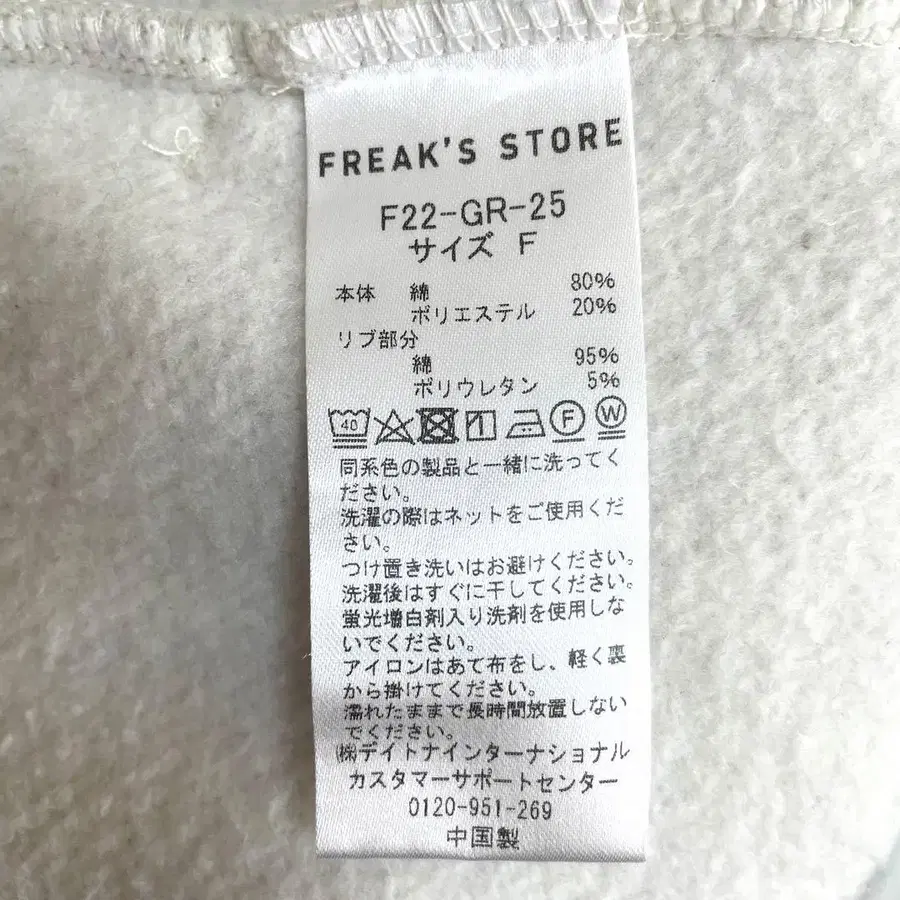 FREAK'S STORE
F22-GR-25
サイズ F
本体 綿 80%
ポリエステル 20%
リブ部分
綿 95%
ポリウレタン 5%
40 F W
同系色の製品と一緒に洗ってく
ださい。
洗濯の際はネットをご使用くだ
さい。
つけ置き洗いはお避けください。
洗濯後はすぐに干してください。
蛍光増白剤入り洗剤を使用しな
いでください。
アイロンはあて布をし、軽く裏
から掛けてください。
濡れたままで長時間放置しない
でください。
㈱デイトナインターナショナル
カスタマーサポートセンター
0120-951-269
中国製